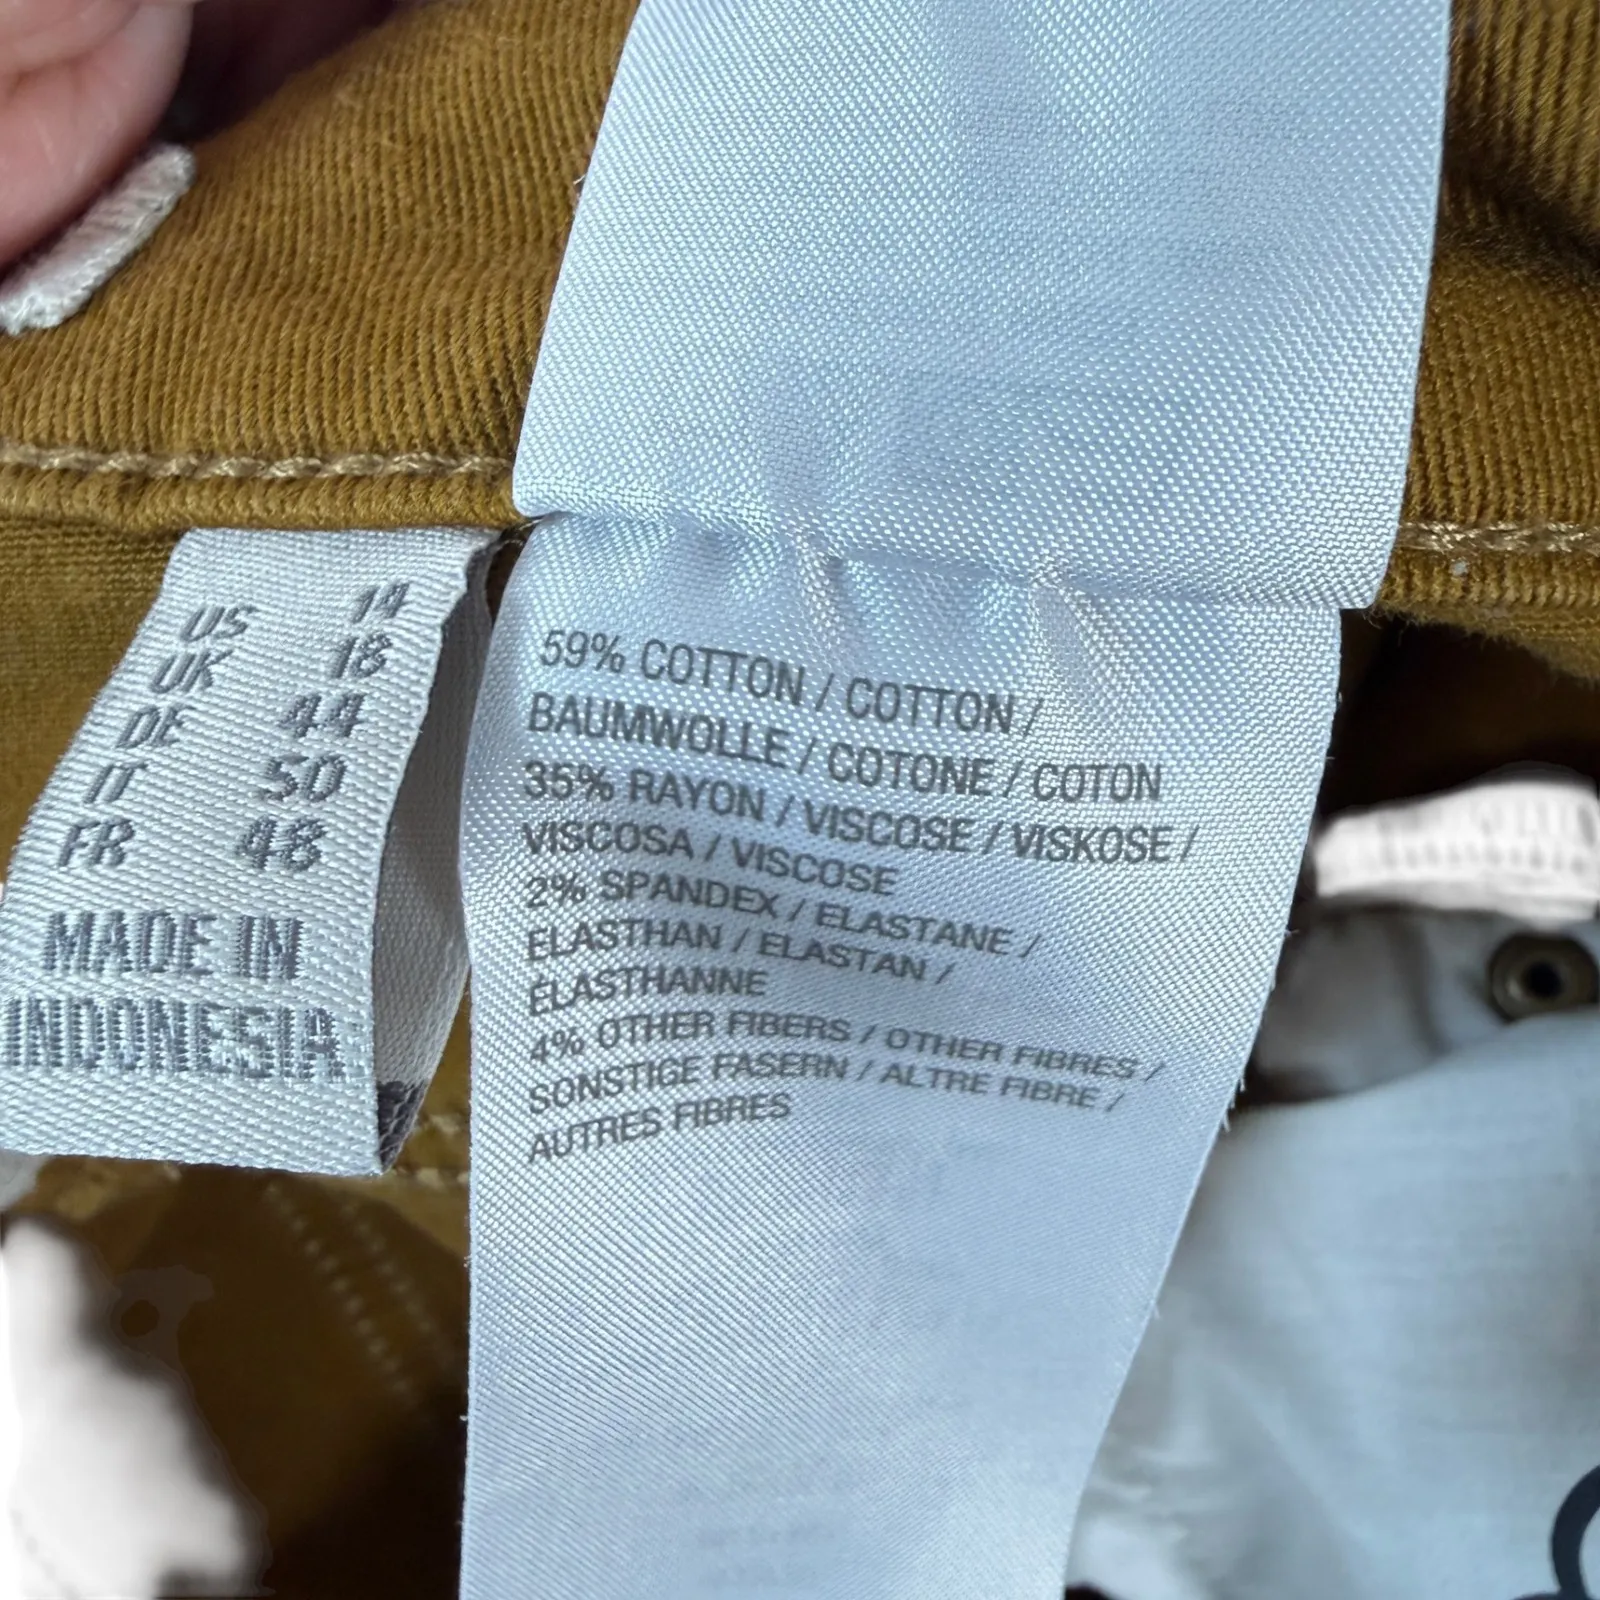 US 14
UK 18
DE 44
IT 50
FR 48
MADE IN
INDONESIA
59% COTTON / COTTON /
BAUMWOLLE / COTONE / COTON
35% RAYON / VISCOSE / VISKOSE /
VISCOSA / VISCOSE
2% SPANDEX / ELASTANE /
ELASTHAN / ELASTAN /
ÉLASTHANNE
4% OTHER FIBERS / OTHER FIBRES /
SONSTIGE FASERN / ALTRE FIBRE /
AUTRES FIBRES